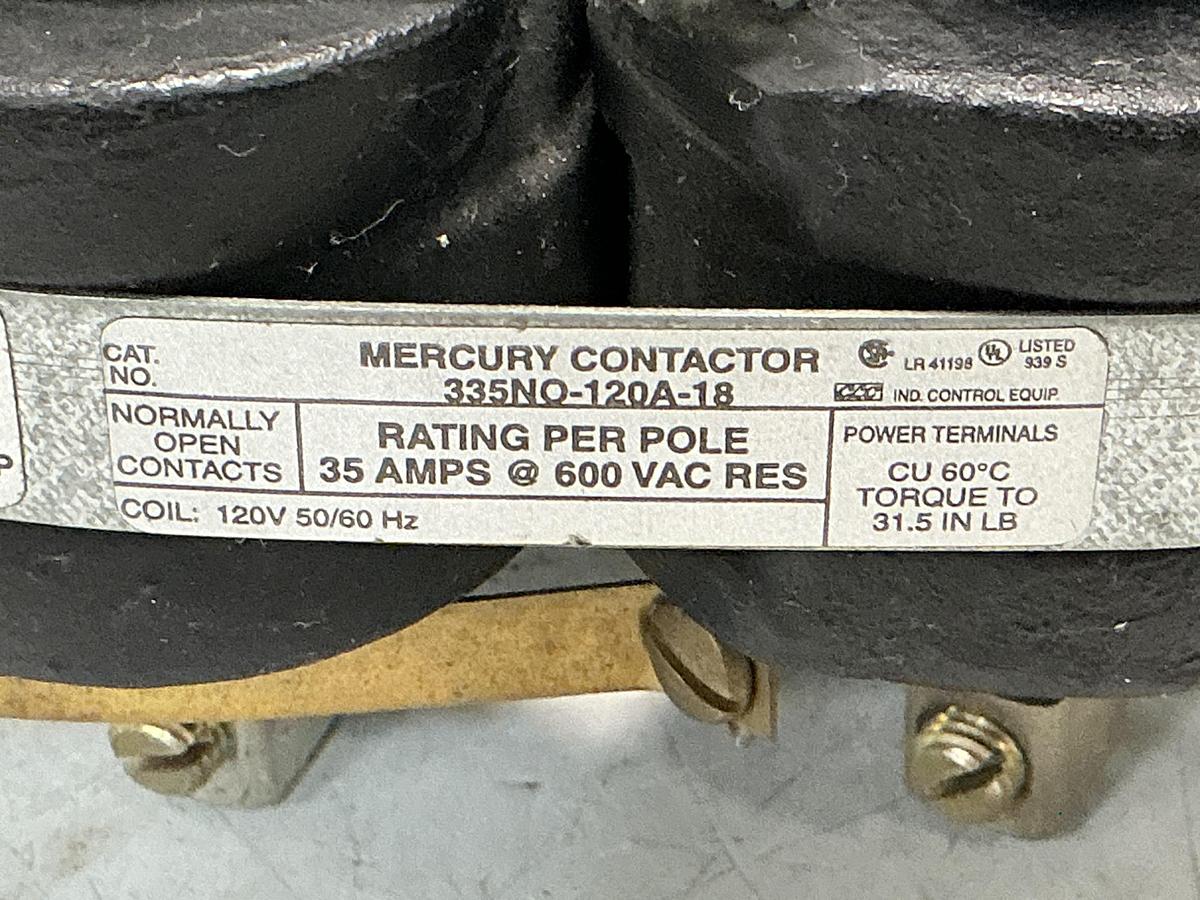 CAT. NO.
MERCURY CONTACTOR
335NO-120A-18
LR 41198
UL LISTED
939 S
IND. CONTROL EQUIP.
NORMALLY
OPEN
CONTACTS
RATING PER POLE
35 AMPS @ 600 VAC RES
COIL: 120V 50/60 Hz
POWER TERMINALS
CU 60°C
TORQUE TO
31.5 IN LB
P